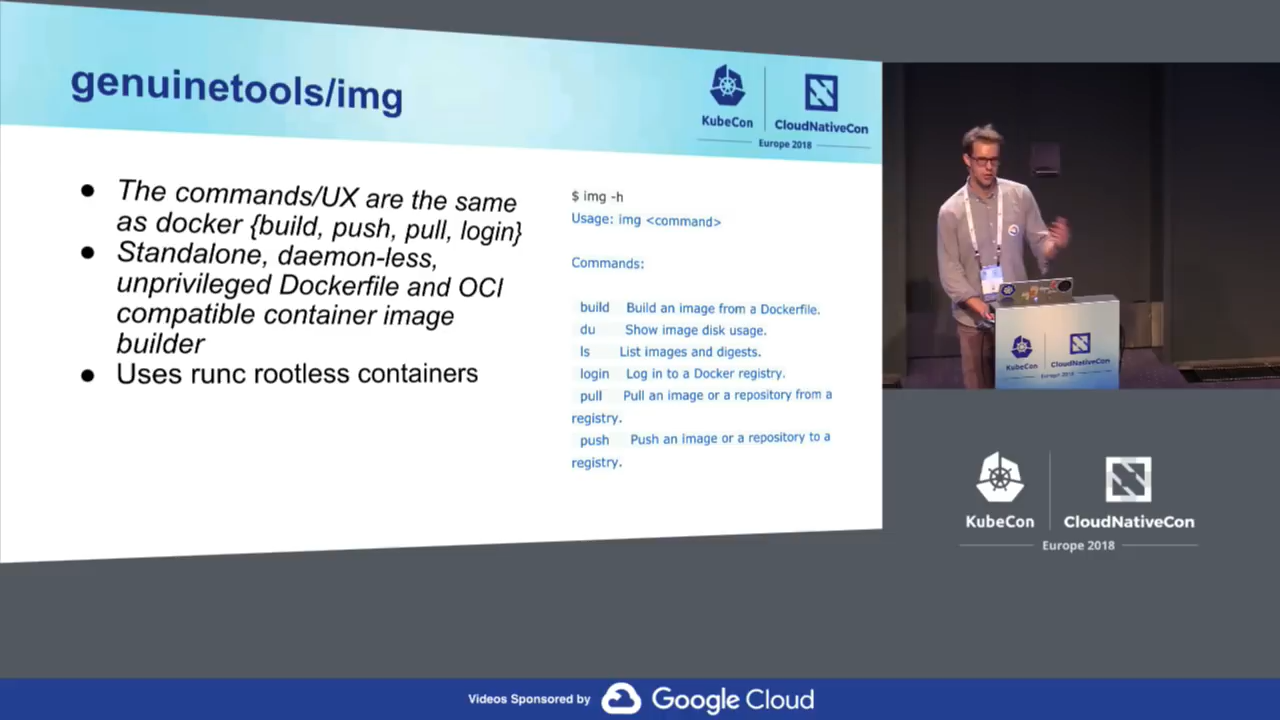 genuinetools/img
KubeCon
CloudNativeCon
Europe 2018
● The commands/UX are the same
as docker {build, push, pull, login}
● Standalone, daemon-less,
unprivileged Dockerfile and OCI
compatible container image
builder
● Uses runc rootless containers
$ img -h
Usage: img <command>
Commands:
build Build an image from a Dockerfile.
du Show image disk usage.
ls List images and digests.
login Log in to a Docker registry.
pull Pull an image or a repository from a
registry.
push Push an image or a repository to a
registry.
KubeCon
CloudNativeCon
Europe 2018
KubeCon
CloudNativeCon
Europe 2018
Videos Sponsored by Google Cloud